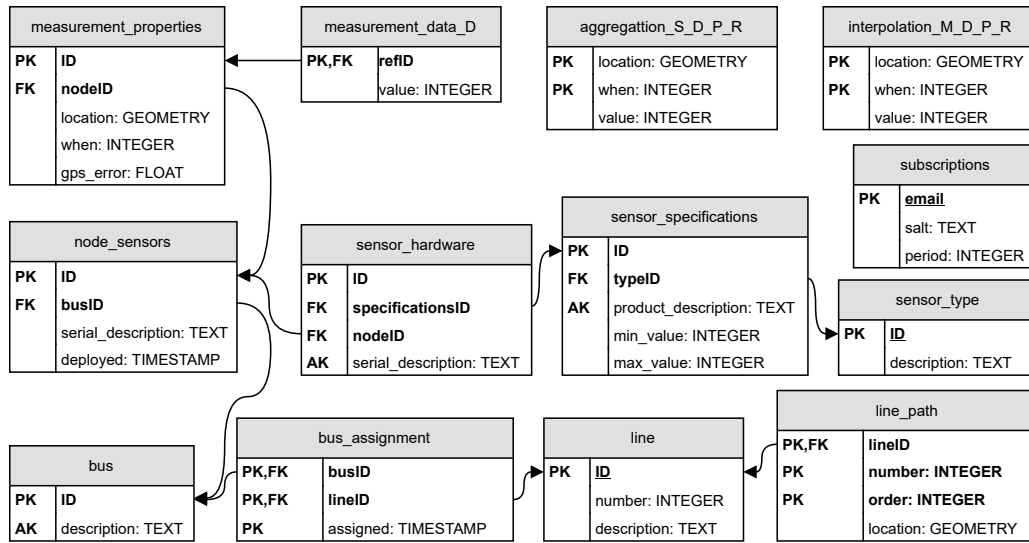 measurement_properties
PK ID
FK nodeID
location: GEOMETRY
when: INTEGER
gps_error: FLOAT
measurement_data_D
PK,FK refID
value: INTEGER
aggregattion_S_D_P_R
PK location: GEOMETRY
PK when: INTEGER
value: INTEGER
interpolation_M_D_P_R
PK location: GEOMETRY
PK when: INTEGER
value: INTEGER
subscriptions
PK email
salt: TEXT
period: INTEGER
node_sensors
PK ID
FK busID
serial_description: TEXT
deployed: TIMESTAMP
sensor_hardware
PK ID
FK specificationsID
FK nodeID
AK serial_description: TEXT
sensor_specifications
PK ID
FK typeID
AK product_description: TEXT
min_value: INTEGER
max_value: INTEGER
sensor_type
PK ID
description: TEXT
bus
PK ID
AK description: TEXT
bus_assignment
PK,FK busID
PK,FK lineID
PK assigned: TIMESTAMP
line
PK ID
number: INTEGER
description: TEXT
line_path
PK,FK lineID
PK number: INTEGER
PK order: INTEGER
location: GEOMETRY